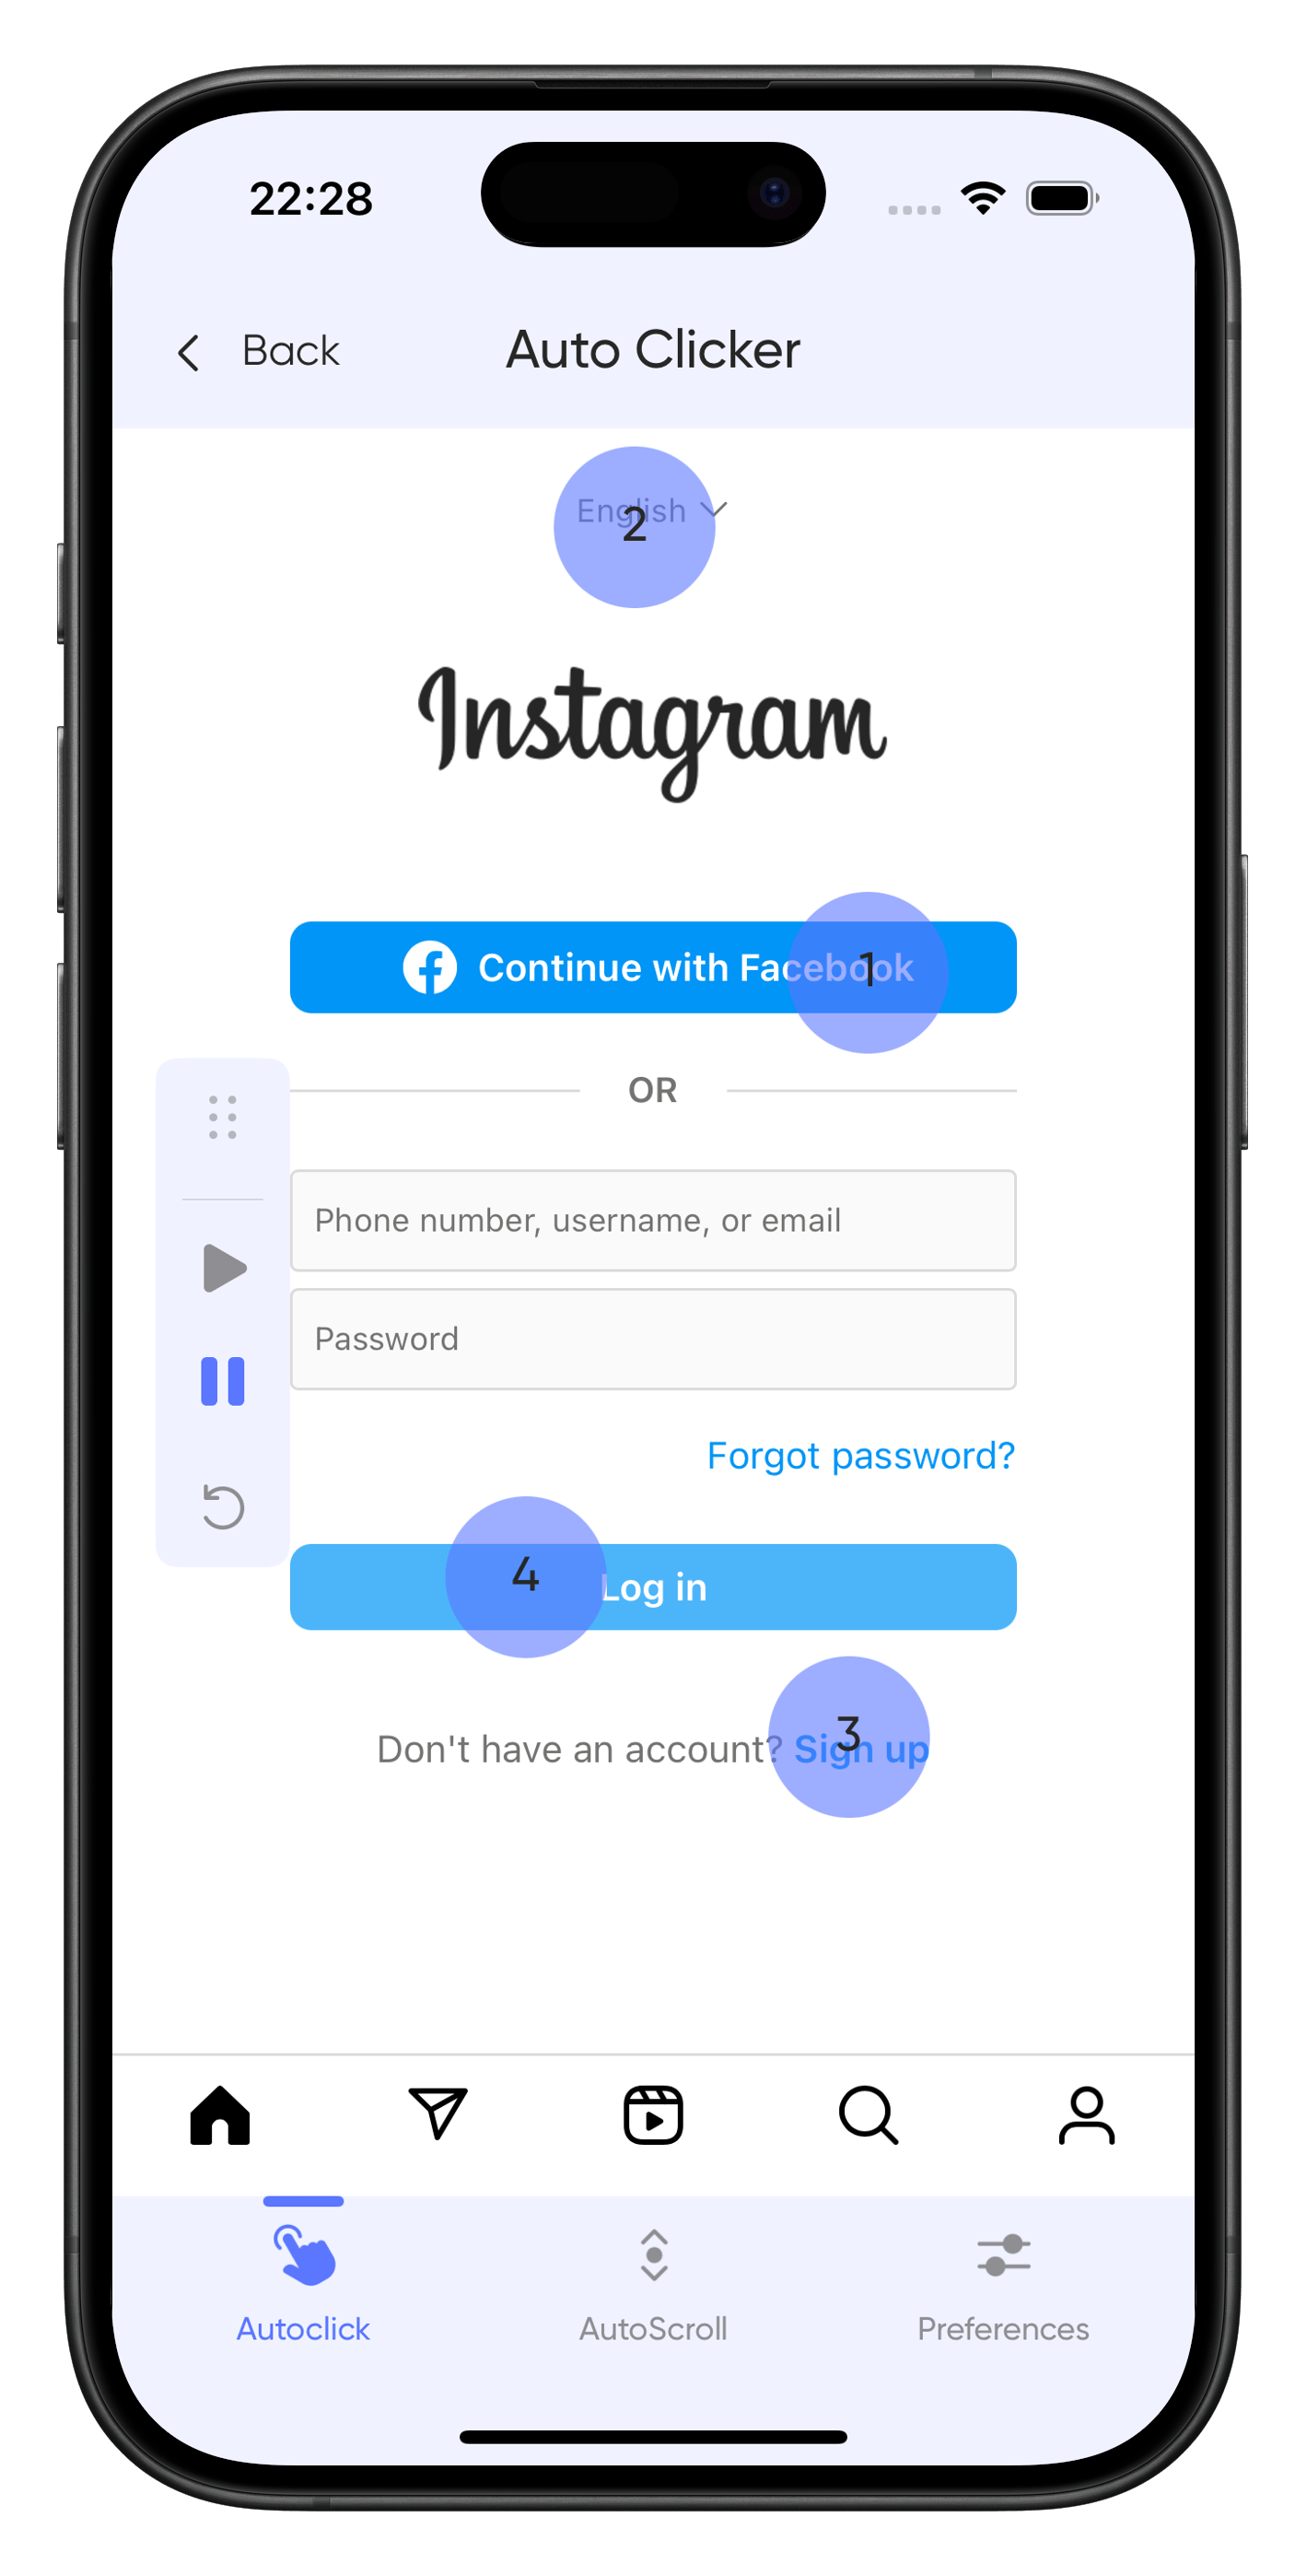 22:28
Back
Auto Clicker
English
2
Instagram
Continue with Facebook
1
OR
Phone number, username, or email
Password
Forgot password?
4
Log in
3
Don't have an account? Sign up
Autoclick
AutoScroll
Preferences